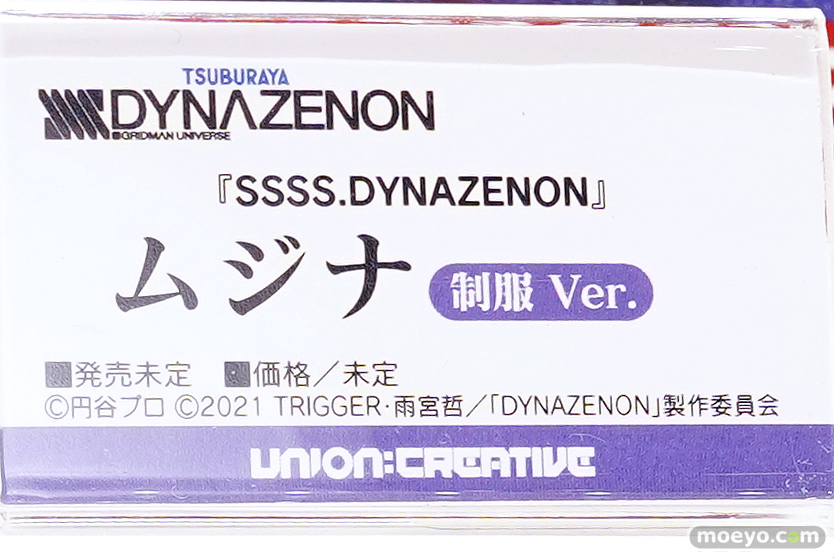 TSUBURAYA
DYNAZENON
GRIDMAN UNIVERSE
『SSSS.DYNAZENON』
ムジナ 制服 Ver.
■発売未定 ■価格／未定
©円谷プロ ©2021 TRIGGER・雨宮哲／「DYNAZENON」製作委員会
UNION:CREATIVE
moeyo.com